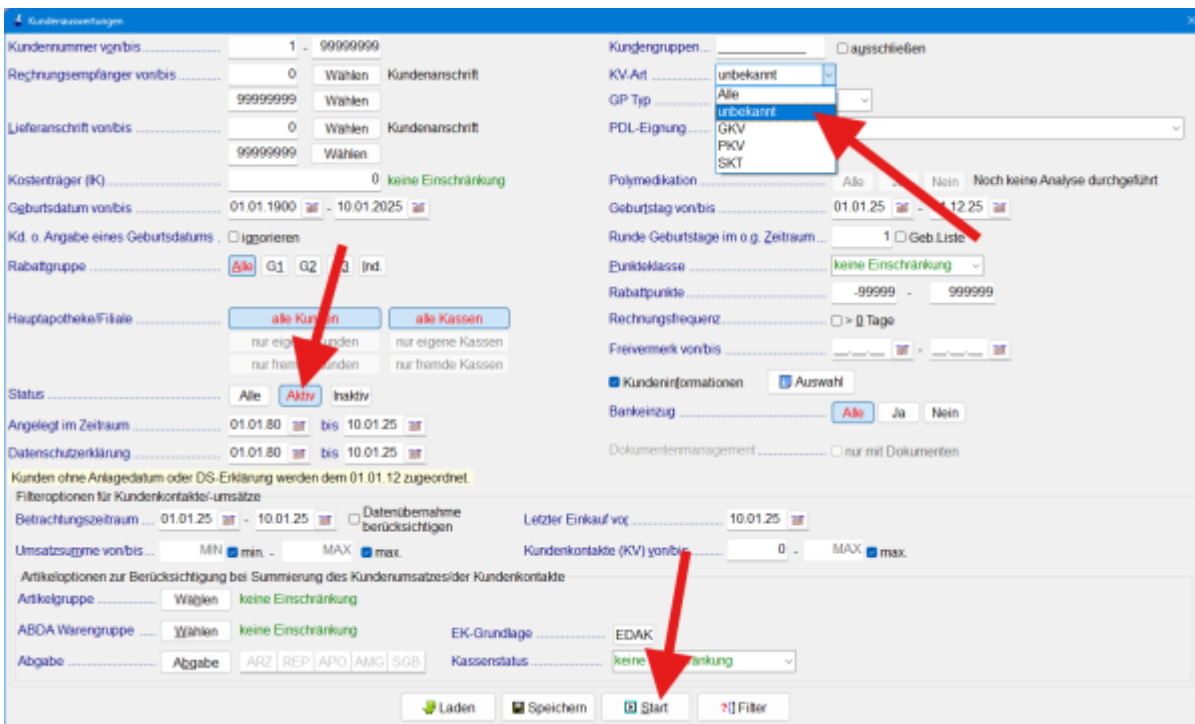 Kundenauswertungen
Kundennummer von/bis 1 - 99999999
Rechnungsempfänger von/bis 0 Wählen Kundenanschrift
99999999 Wählen
Lieferanschrift von/bis 0 Wählen Kundenanschrift
99999999 Wählen
Kostenträger (IK) 0 keine Einschränkung
Geburtsdatum von/bis 01.01.1900 - 10.01.2025
Kd. o. Angabe eines Geburtsdatums ignorieren
Rabattgruppe Alle G1 G2 Ind.
Hauptapotheke/Filiale alle Kunden alle Kassen
nur eigene Kassen
nur fremde Kassen
Status Alle Aktiv Inaktiv
Angelegt im Zeitraum 01.01.80 bis 10.01.25
Datenschutzerklärung 01.01.80 bis 10.01.25
Kunden ohne Anlagedatum oder DS-Erklärung werden dem 01.01.12 zugeordnet.
Kundengruppen ausschließen
KV-Art unbekannt
Alle
unbekannt
GKV
PKV
SKT
GP Typ
PDL-Eignung
Polymedikation Alle Nein Noch keine Analyse durchgeführt
Geburtstag von/bis 01.01.25 - .12.25
Runde Geburtstage im o.g. Zeitraum 1 Geb.Liste
Punkteklasse keine Einschränkung
Rabattpunkte -99999 - 999999
Rechnungsfrequenz > 0 Tage
Freivermerk von/bis
Kundeninformationen Auswahl
Bankeinzug Alle Ja Nein
Dokumentenmanagement nur mit Dokumenten
Filteroptionen für Kundenkontakte/-umsätze
Betrachtungszeitraum 01.01.25 - 10.01.25 Datenübernahme berücksichtigen Letzter Einkauf vor 10.01.25
Umsatzsumme von/bis MIN min. - MAX max. Kundenkontakte (KV) von/bis 0 - MAX max.
Artikeloptionen zur Berücksichtigung bei Summierung des Kundenumsatzes/der Kundenkontakte
Artikelgruppe Wählen keine Einschränkung
ABDA Warengruppe Wählen keine Einschränkung EK-Grundlage EDAK
Abgabe Abgabe ARZ REP APO AMG SGB Kassenstatus keine Einschränkung
Laden Speichern Start ?[] Filter